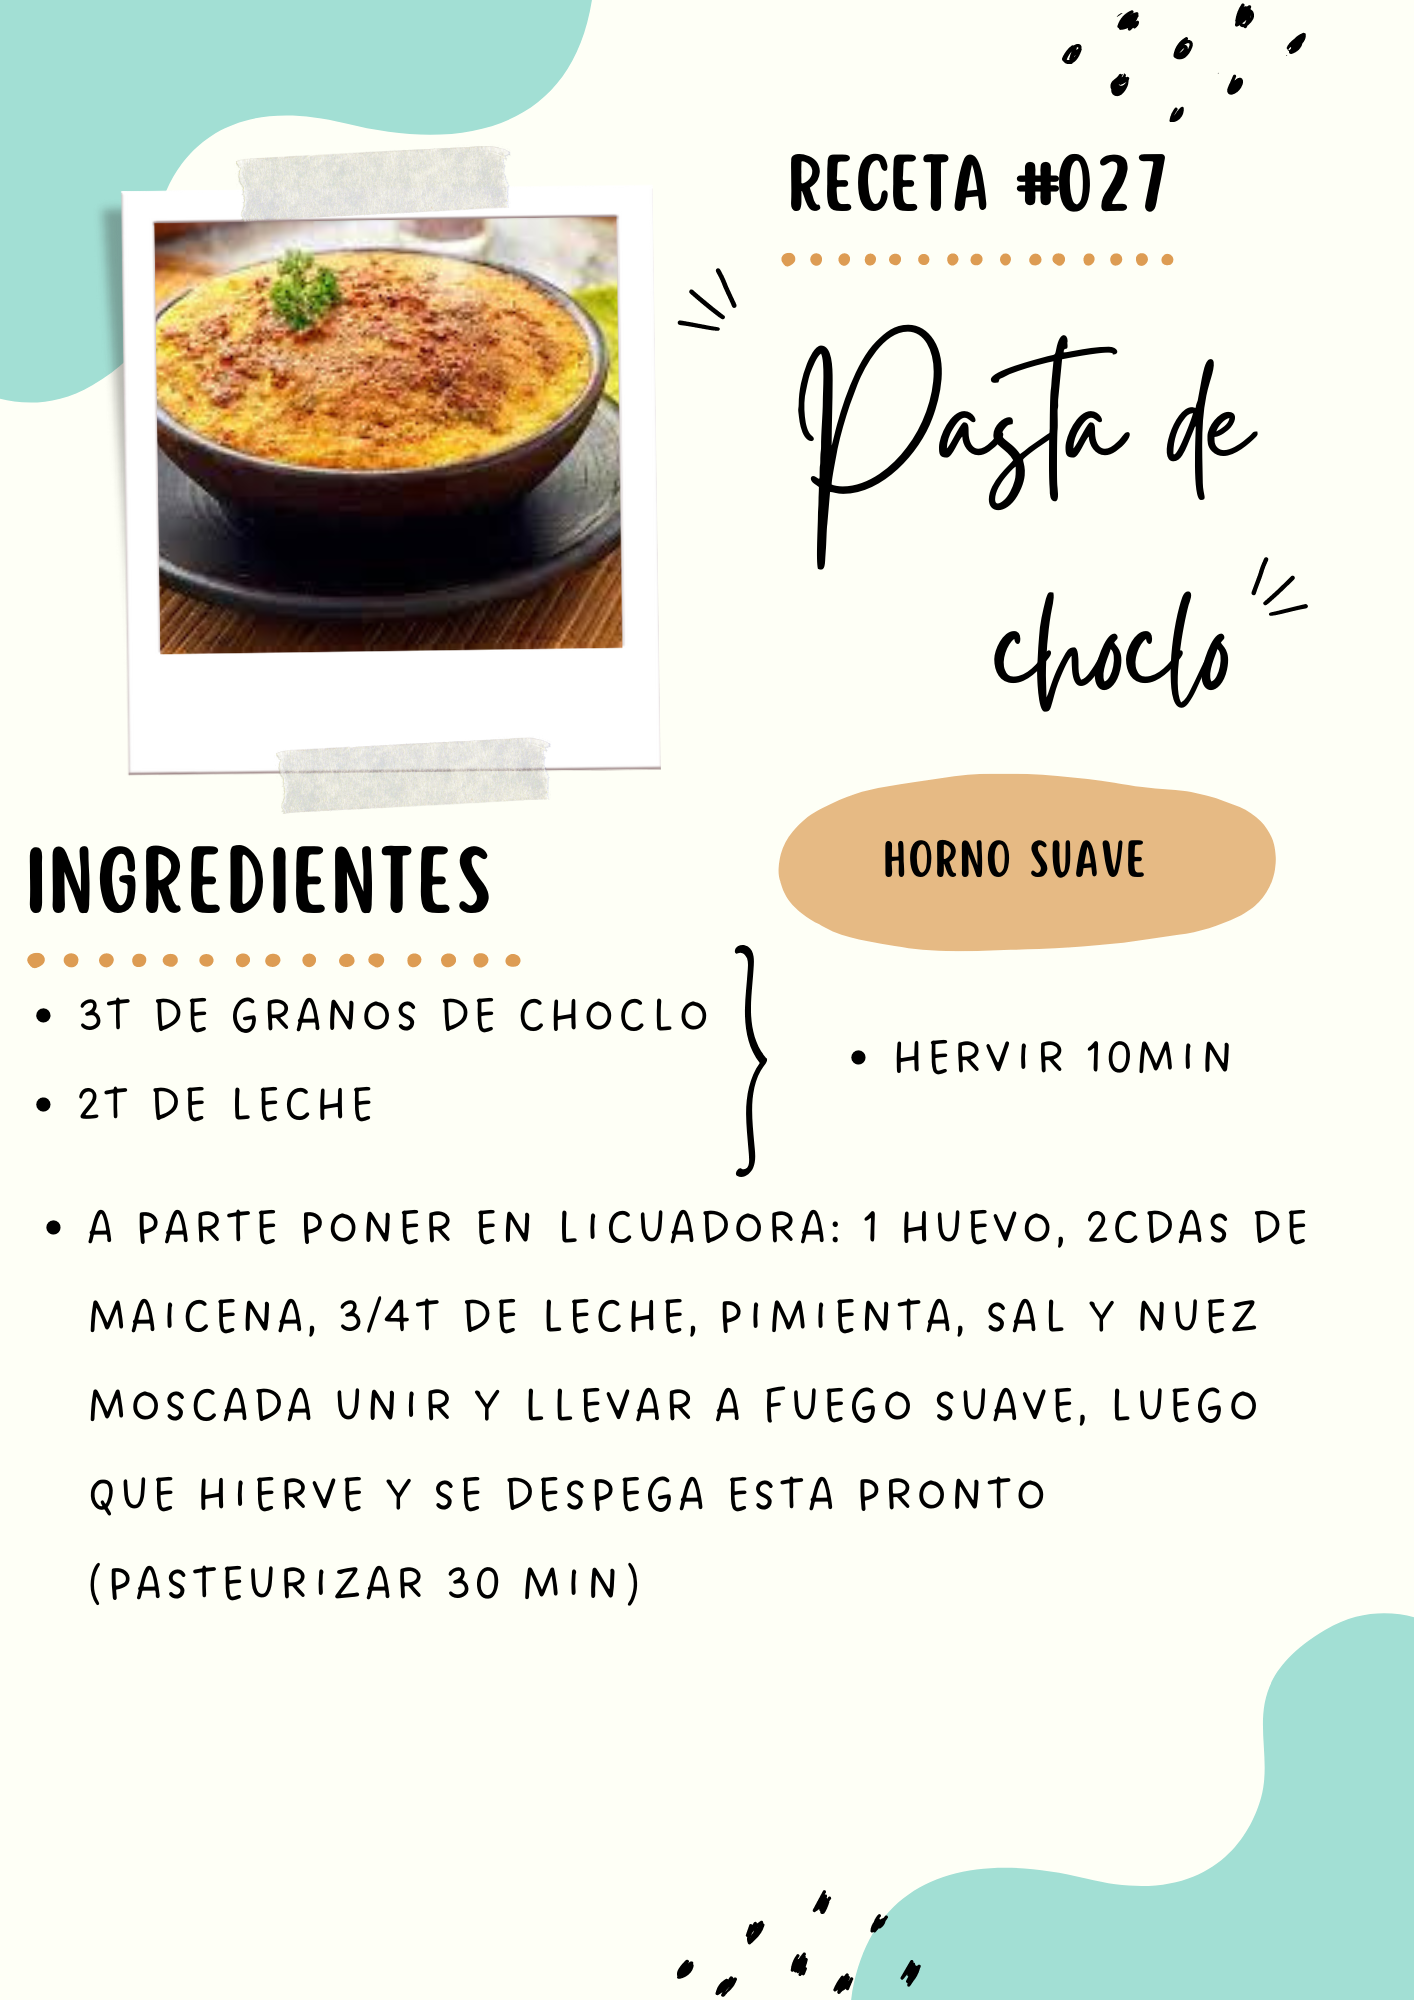 RECETA #027
Pasta de
choclo
HORNO SUAVE
INGREDIENTES
• 3T DE GRANOS DE CHOCLO
• 2T DE LECHE
• HERVIR 10MIN
• A PARTE PONER EN LICUADORA: 1 HUEVO, 2CDAS DE
MAICENA, 3/4T DE LECHE, PIMIENTA, SAL Y NUEZ
MOSCADA UNIR Y LLEVAR A FUEGO SUAVE, LUEGO
QUE HIERVE Y SE DESPEGA ESTA PRONTO
(PASTEURIZAR 30 MIN)